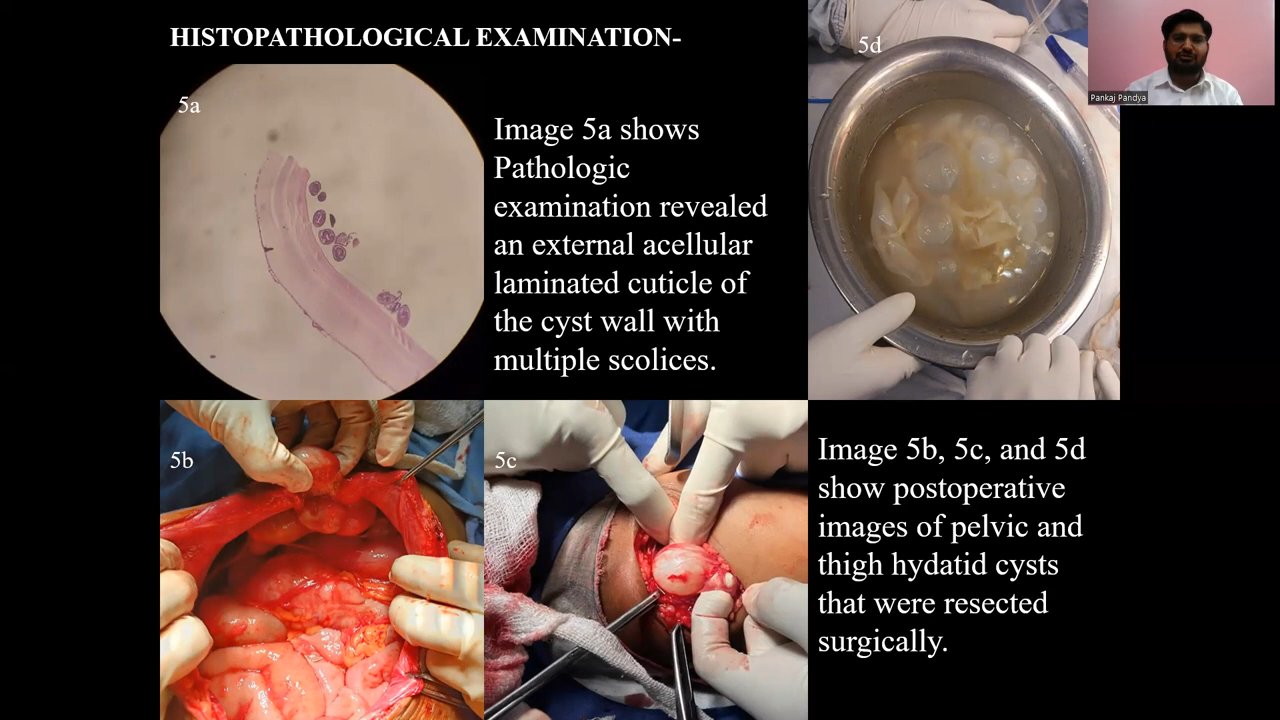 HISTOPATHOLOGICAL EXAMINATION-
5a
Image 5a shows
Pathologic
examination revealed
an external acellular
laminated cuticle of
the cyst wall with
multiple scolices.
5d
Pankaj Pandya
5b
5c
Image 5b, 5c, and 5d
show postoperative
images of pelvic and
thigh hydatid cysts
that were resected
surgically.